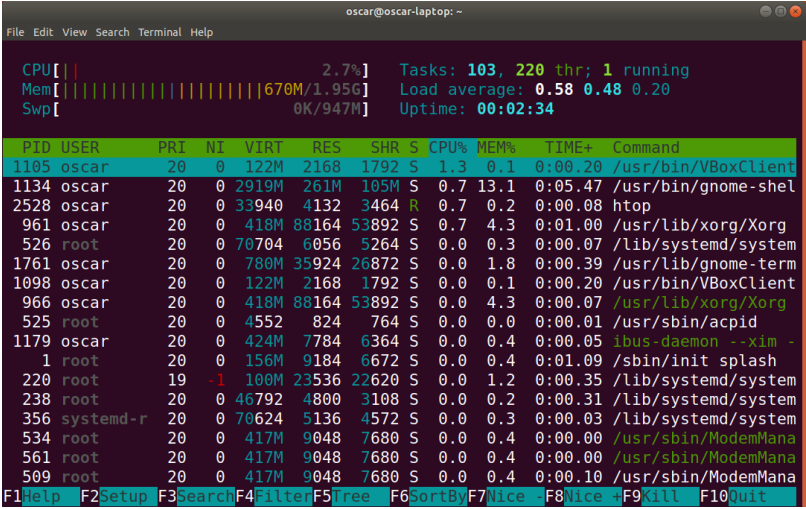 oscar@oscar-laptop: ~
File Edit View Search Terminal Help
CPU[|| 2.7%] Tasks: 103, 220 thr; 1 running
Mem[||||||||||||||||||||||670M/1.95G] Load average: 0.58 0.48 0.20
Swp[ 0K/947M] Uptime: 00:02:34
PID USER PRI NI VIRT RES SHR S CPU% MEM% TIME+ Command
1105 oscar 20 0 122M 2168 1792 S 1.3 0.1 0:00.20 /usr/bin/VBoxClient
1134 oscar 20 0 2919M 261M 105M S 0.7 13.1 0:05.47 /usr/bin/gnome-shel
2528 oscar 20 0 33940 4132 3464 R 0.7 0.2 0:00.08 htop
961 oscar 20 0 418M 88164 53892 S 0.7 4.3 0:01.00 /usr/lib/xorg/Xorg
526 root 20 0 70704 6056 5264 S 0.0 0.3 0:00.07 /lib/systemd/system
1761 oscar 20 0 780M 35924 26872 S 0.0 1.8 0:00.39 /usr/lib/gnome-term
1098 oscar 20 0 122M 2168 1792 S 0.0 0.1 0:00.20 /usr/bin/VBoxClient
966 oscar 20 0 418M 88164 53892 S 0.0 4.3 0:00.07 /usr/lib/xorg/Xorg
525 root 20 0 4552 824 764 S 0.0 0.0 0:00.01 /usr/sbin/acpid
1179 oscar 20 0 424M 7784 6364 S 0.0 0.4 0:00.05 ibus-daemon --xim -
1 root 20 0 156M 9184 6672 S 0.0 0.4 0:01.09 /sbin/init splash
220 root 19 -1 100M 23536 22620 S 0.0 1.2 0:00.35 /lib/systemd/system
238 root 20 0 46792 4800 3108 S 0.0 0.2 0:00.31 /lib/systemd/system
356 systemd-r 20 0 70624 5136 4572 S 0.0 0.3 0:00.03 /lib/systemd/system
534 root 20 0 417M 9048 7680 S 0.0 0.4 0:00.00 /usr/sbin/ModemMana
561 root 20 0 417M 9048 7680 S 0.0 0.4 0:00.00 /usr/sbin/ModemMana
509 root 20 0 417M 9048 7680 S 0.0 0.4 0:00.10 /usr/sbin/ModemMana
F1Help F2Setup F3SearchF4FilterF5Tree F6SortByF7Nice -F8Nice +F9Kill F10Quit